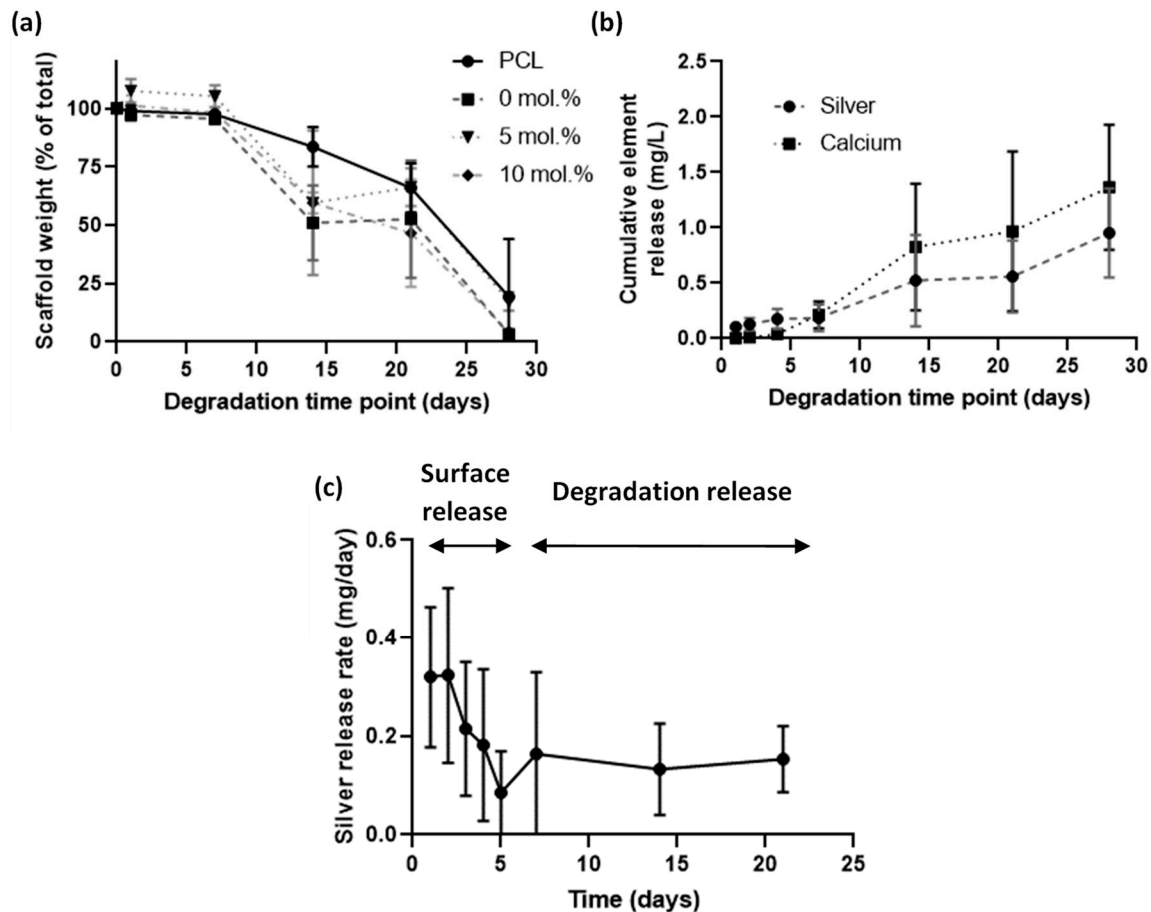 (a)
Scaffold weight (% of total)
100
75
50
25
0
0 5 10 15 20 25 30
Degradation time point (days)
PCL
0 mol.%
5 mol.%
10 mol.%
(b)
Cumulative element
release (mg/L)
2.5
2.0
1.5
1.0
0.5
0.0
0 5 10 15 20 25 30
Degradation time point (days)
Silver
Calcium
(c)
Surface
release
Degradation release
Silver release rate (mg/day)
0.6
0.4
0.2
0.0
0 5 10 15 20 25
Time (days)